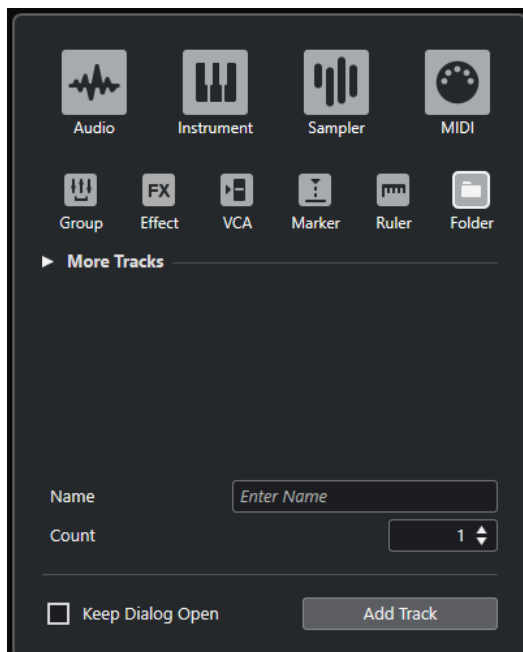 Audio Instrument Sampler MIDI
FX
Group Effect VCA Marker Ruler Folder
More Tracks
Name Enter Name
Count 1
Keep Dialog Open Add Track